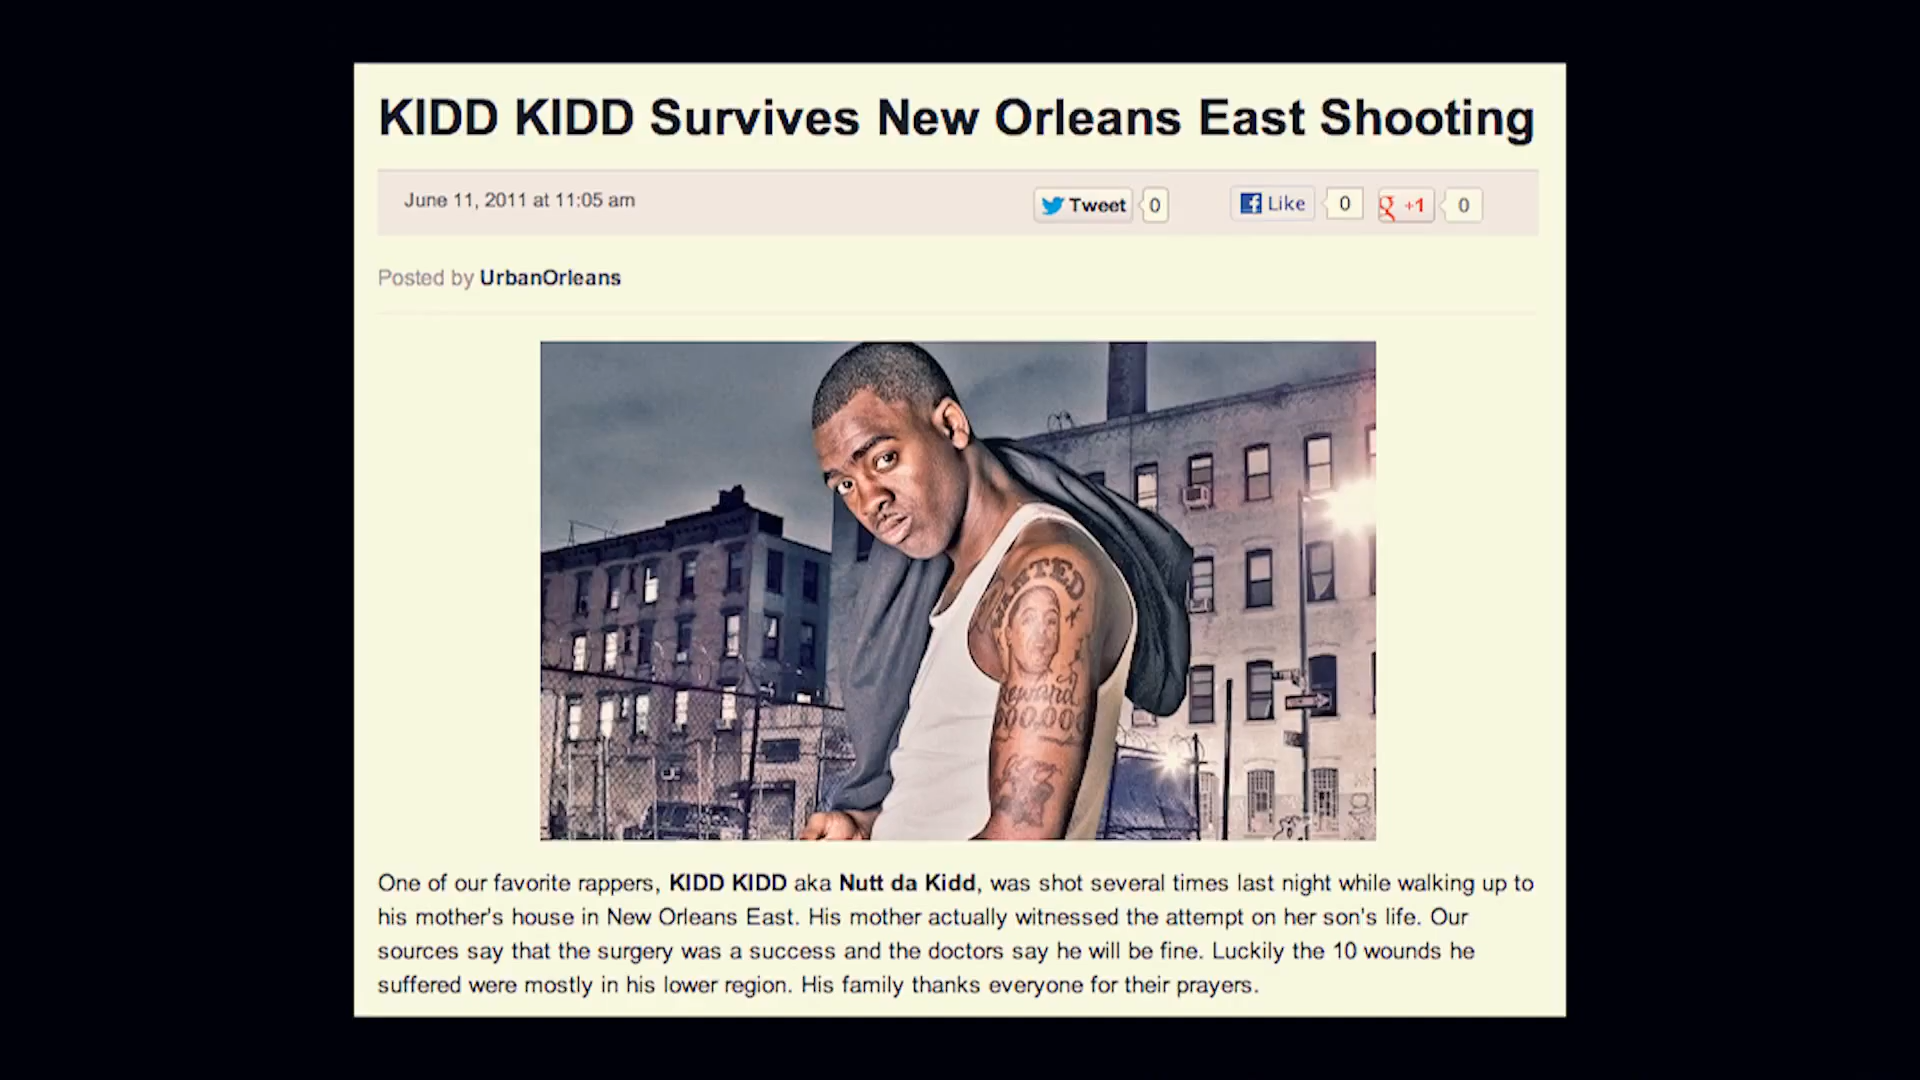 KIDD KIDD Survives New Orleans East Shooting
June 11, 2011 at 11:05 am
Tweet 0
Like 0
g +1 0
Posted by UrbanOrleans
WANTED
Reward
000.000
One of our favorite rappers, KIDD KIDD aka Nutt da Kidd, was shot several times last night while walking up to
his mother's house in New Orleans East. His mother actually witnessed the attempt on her son's life. Our
sources say that the surgery was a success and the doctors say he will be fine. Luckily the 10 wounds he
suffered were mostly in his lower region. His family thanks everyone for their prayers.